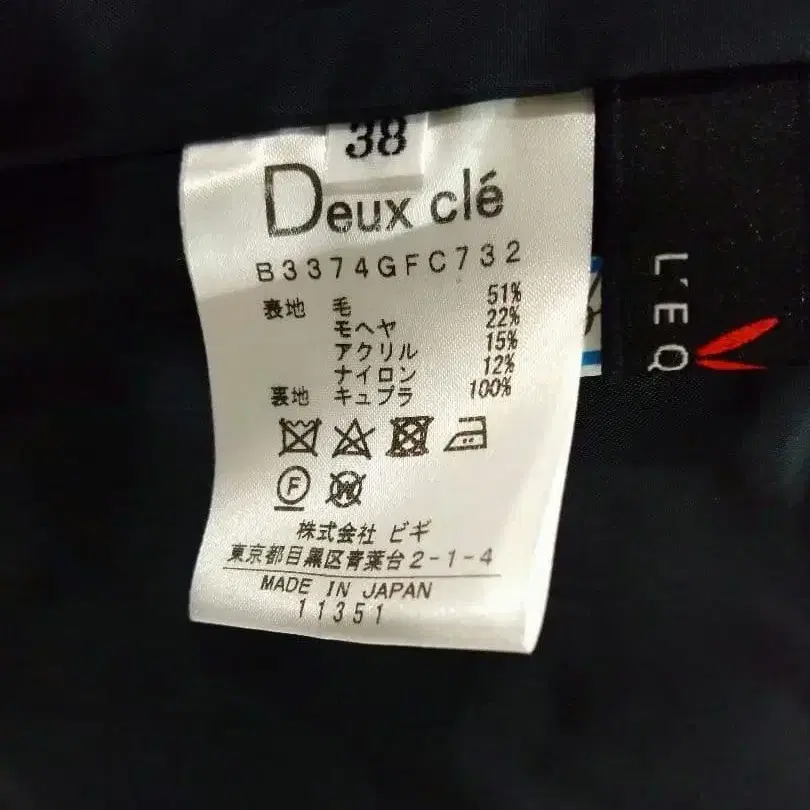 38
Deux clé
B3374GFC732
表地 毛 51%
モヘヤ 22%
アクリル 15%
ナイロン 12%
裏地 キュプラ 100%
F
W
株式会社 ビギ
東京都目黒区青葉台2-1-4
MADE IN JAPAN
11351
L'EQ